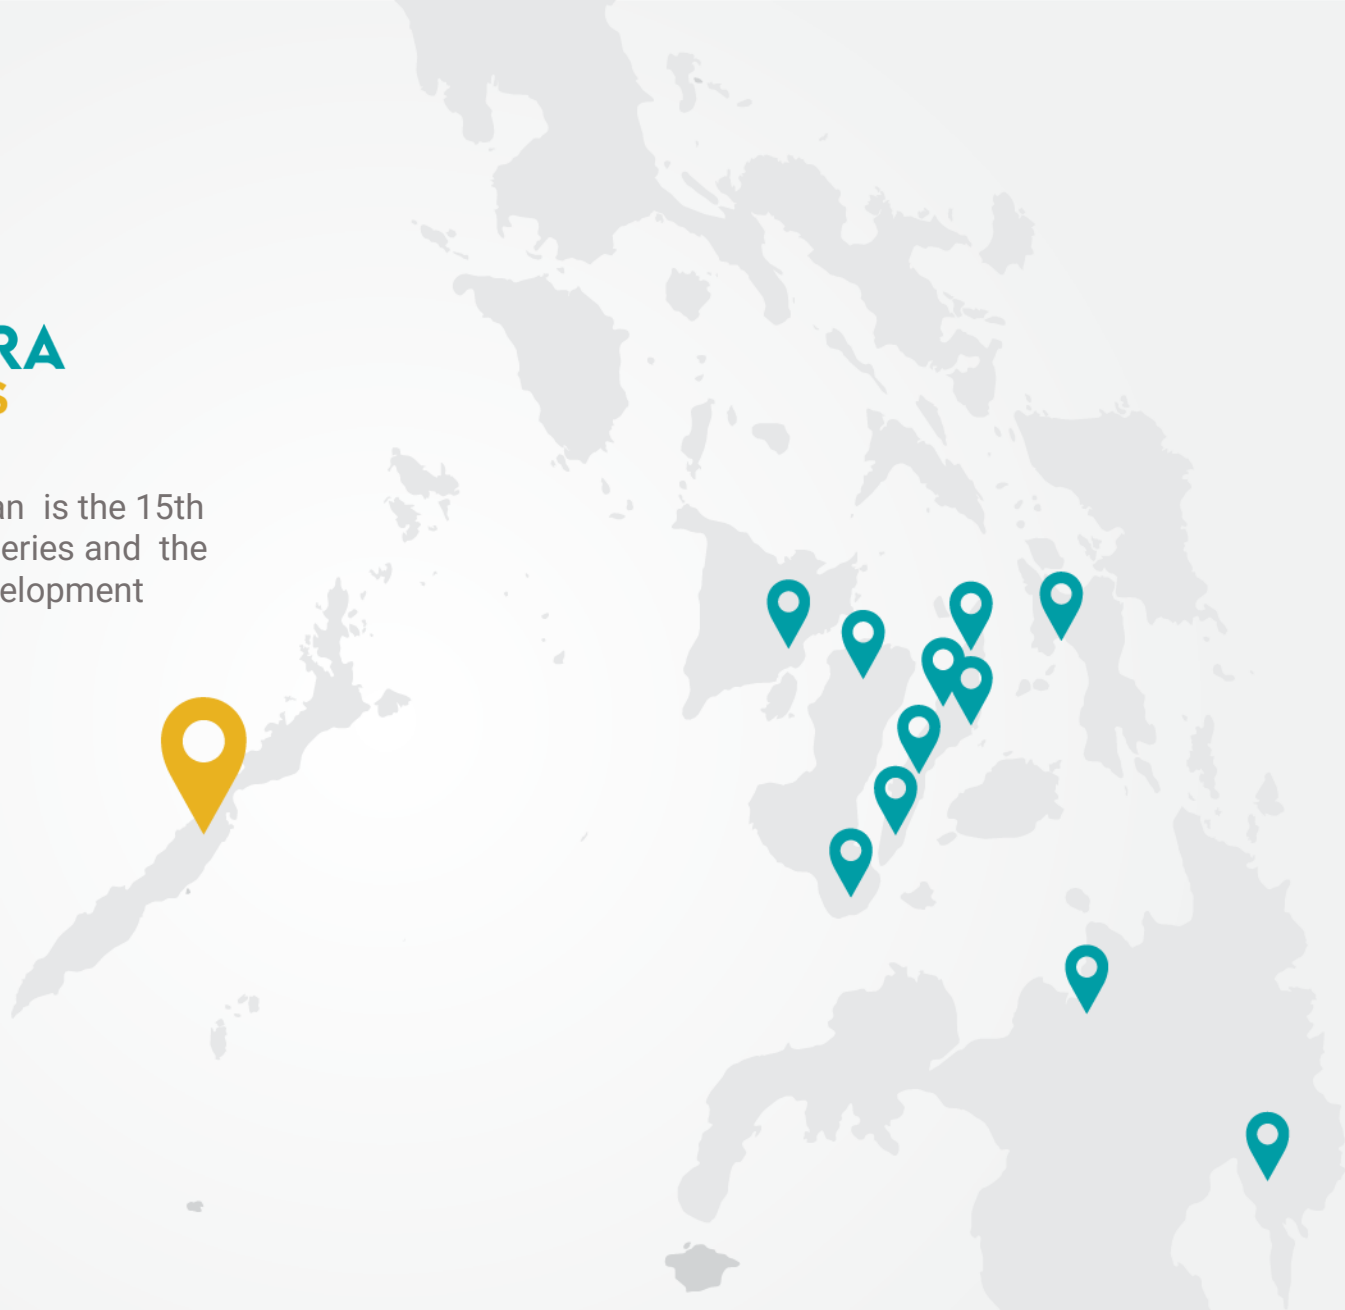 RA
S
an is the 15th
eries and the
elopment